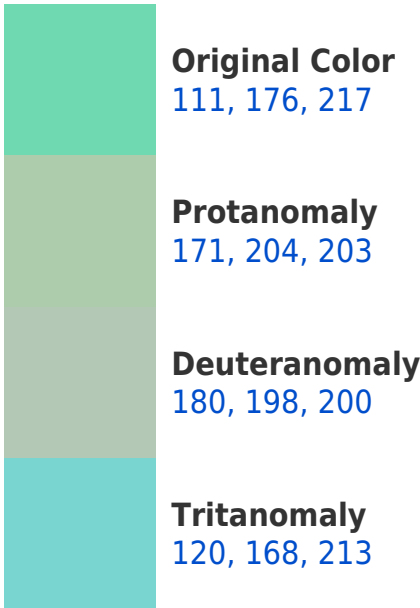 Original Color
111, 176, 217
Protanomaly
171, 204, 203
Deuteranomaly
180, 198, 200
Tritanomaly
120, 168, 213